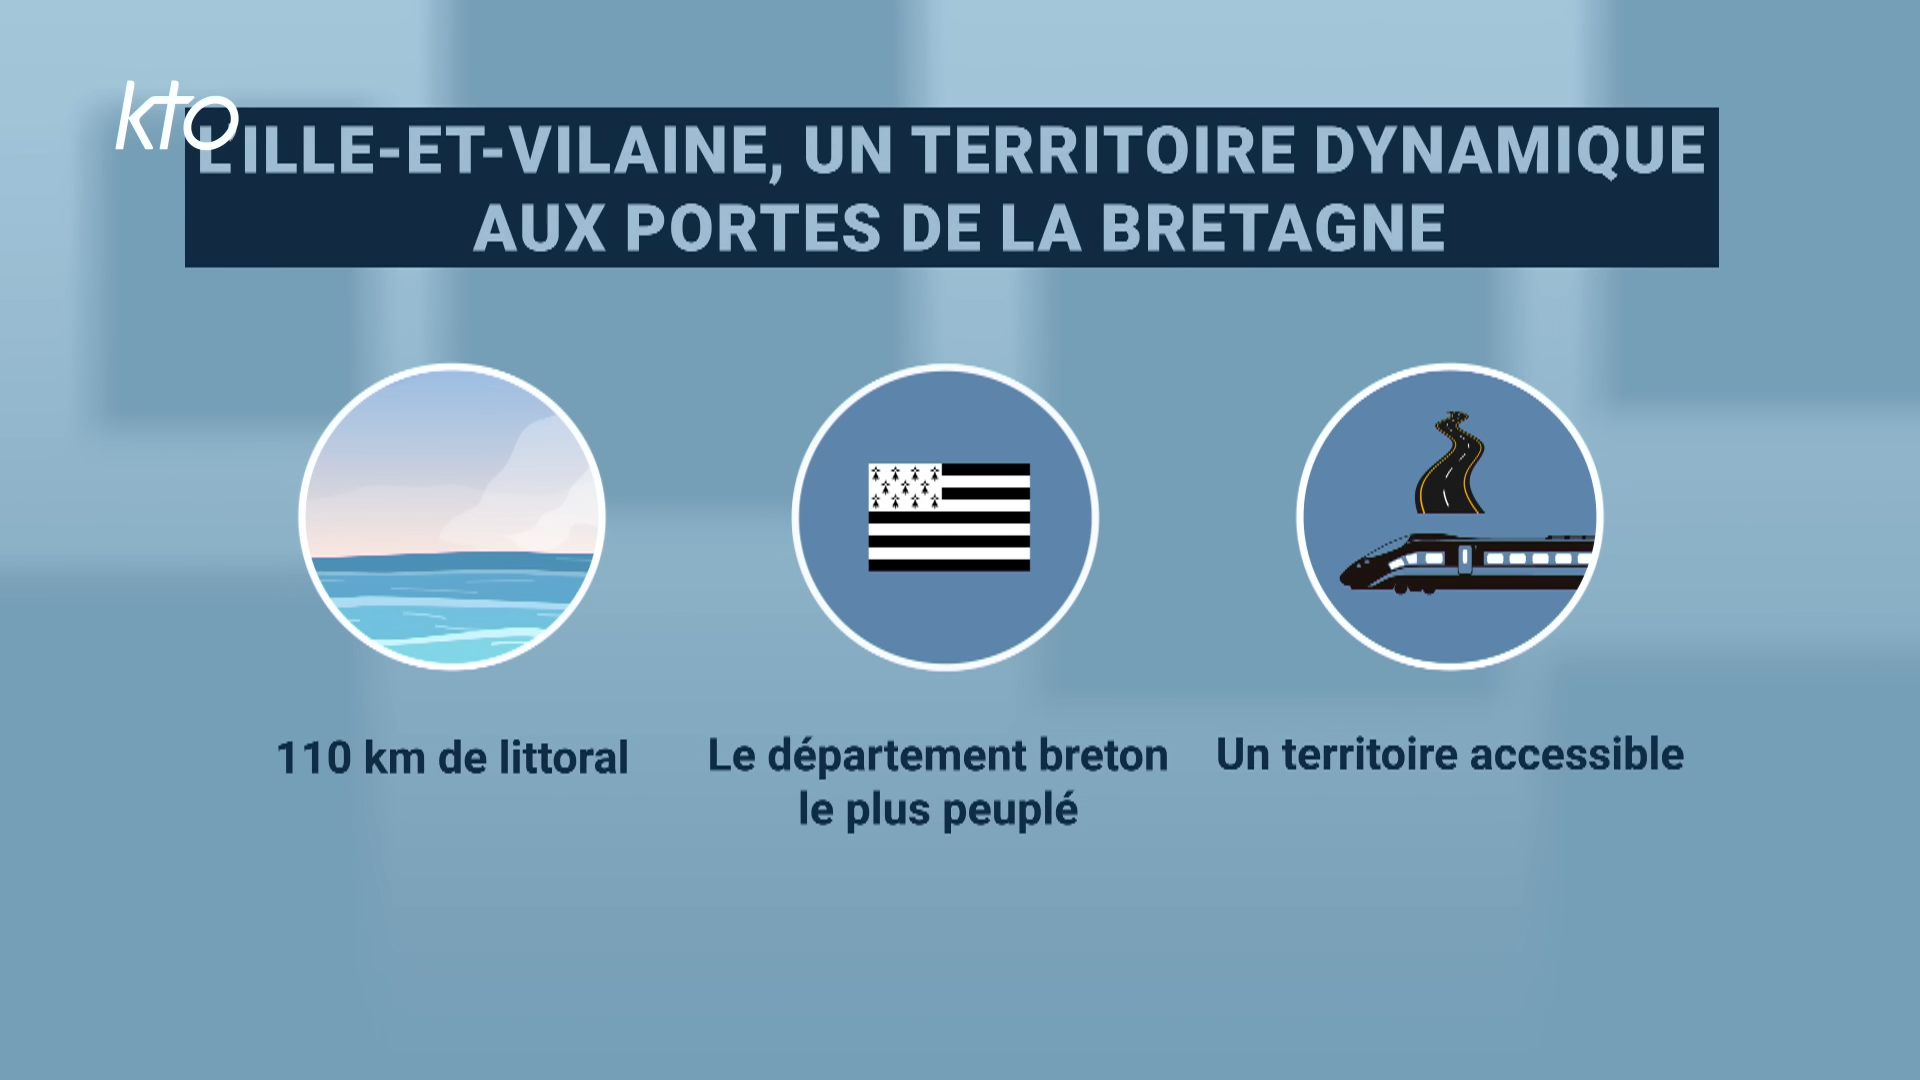 kto
L'ILLE-ET-VILAINE, UN TERRITOIRE DYNAMIQUE
AUX PORTES DE LA BRETAGNE
110 km de littoral
Le département breton
le plus peuplé
Un territoire accessible